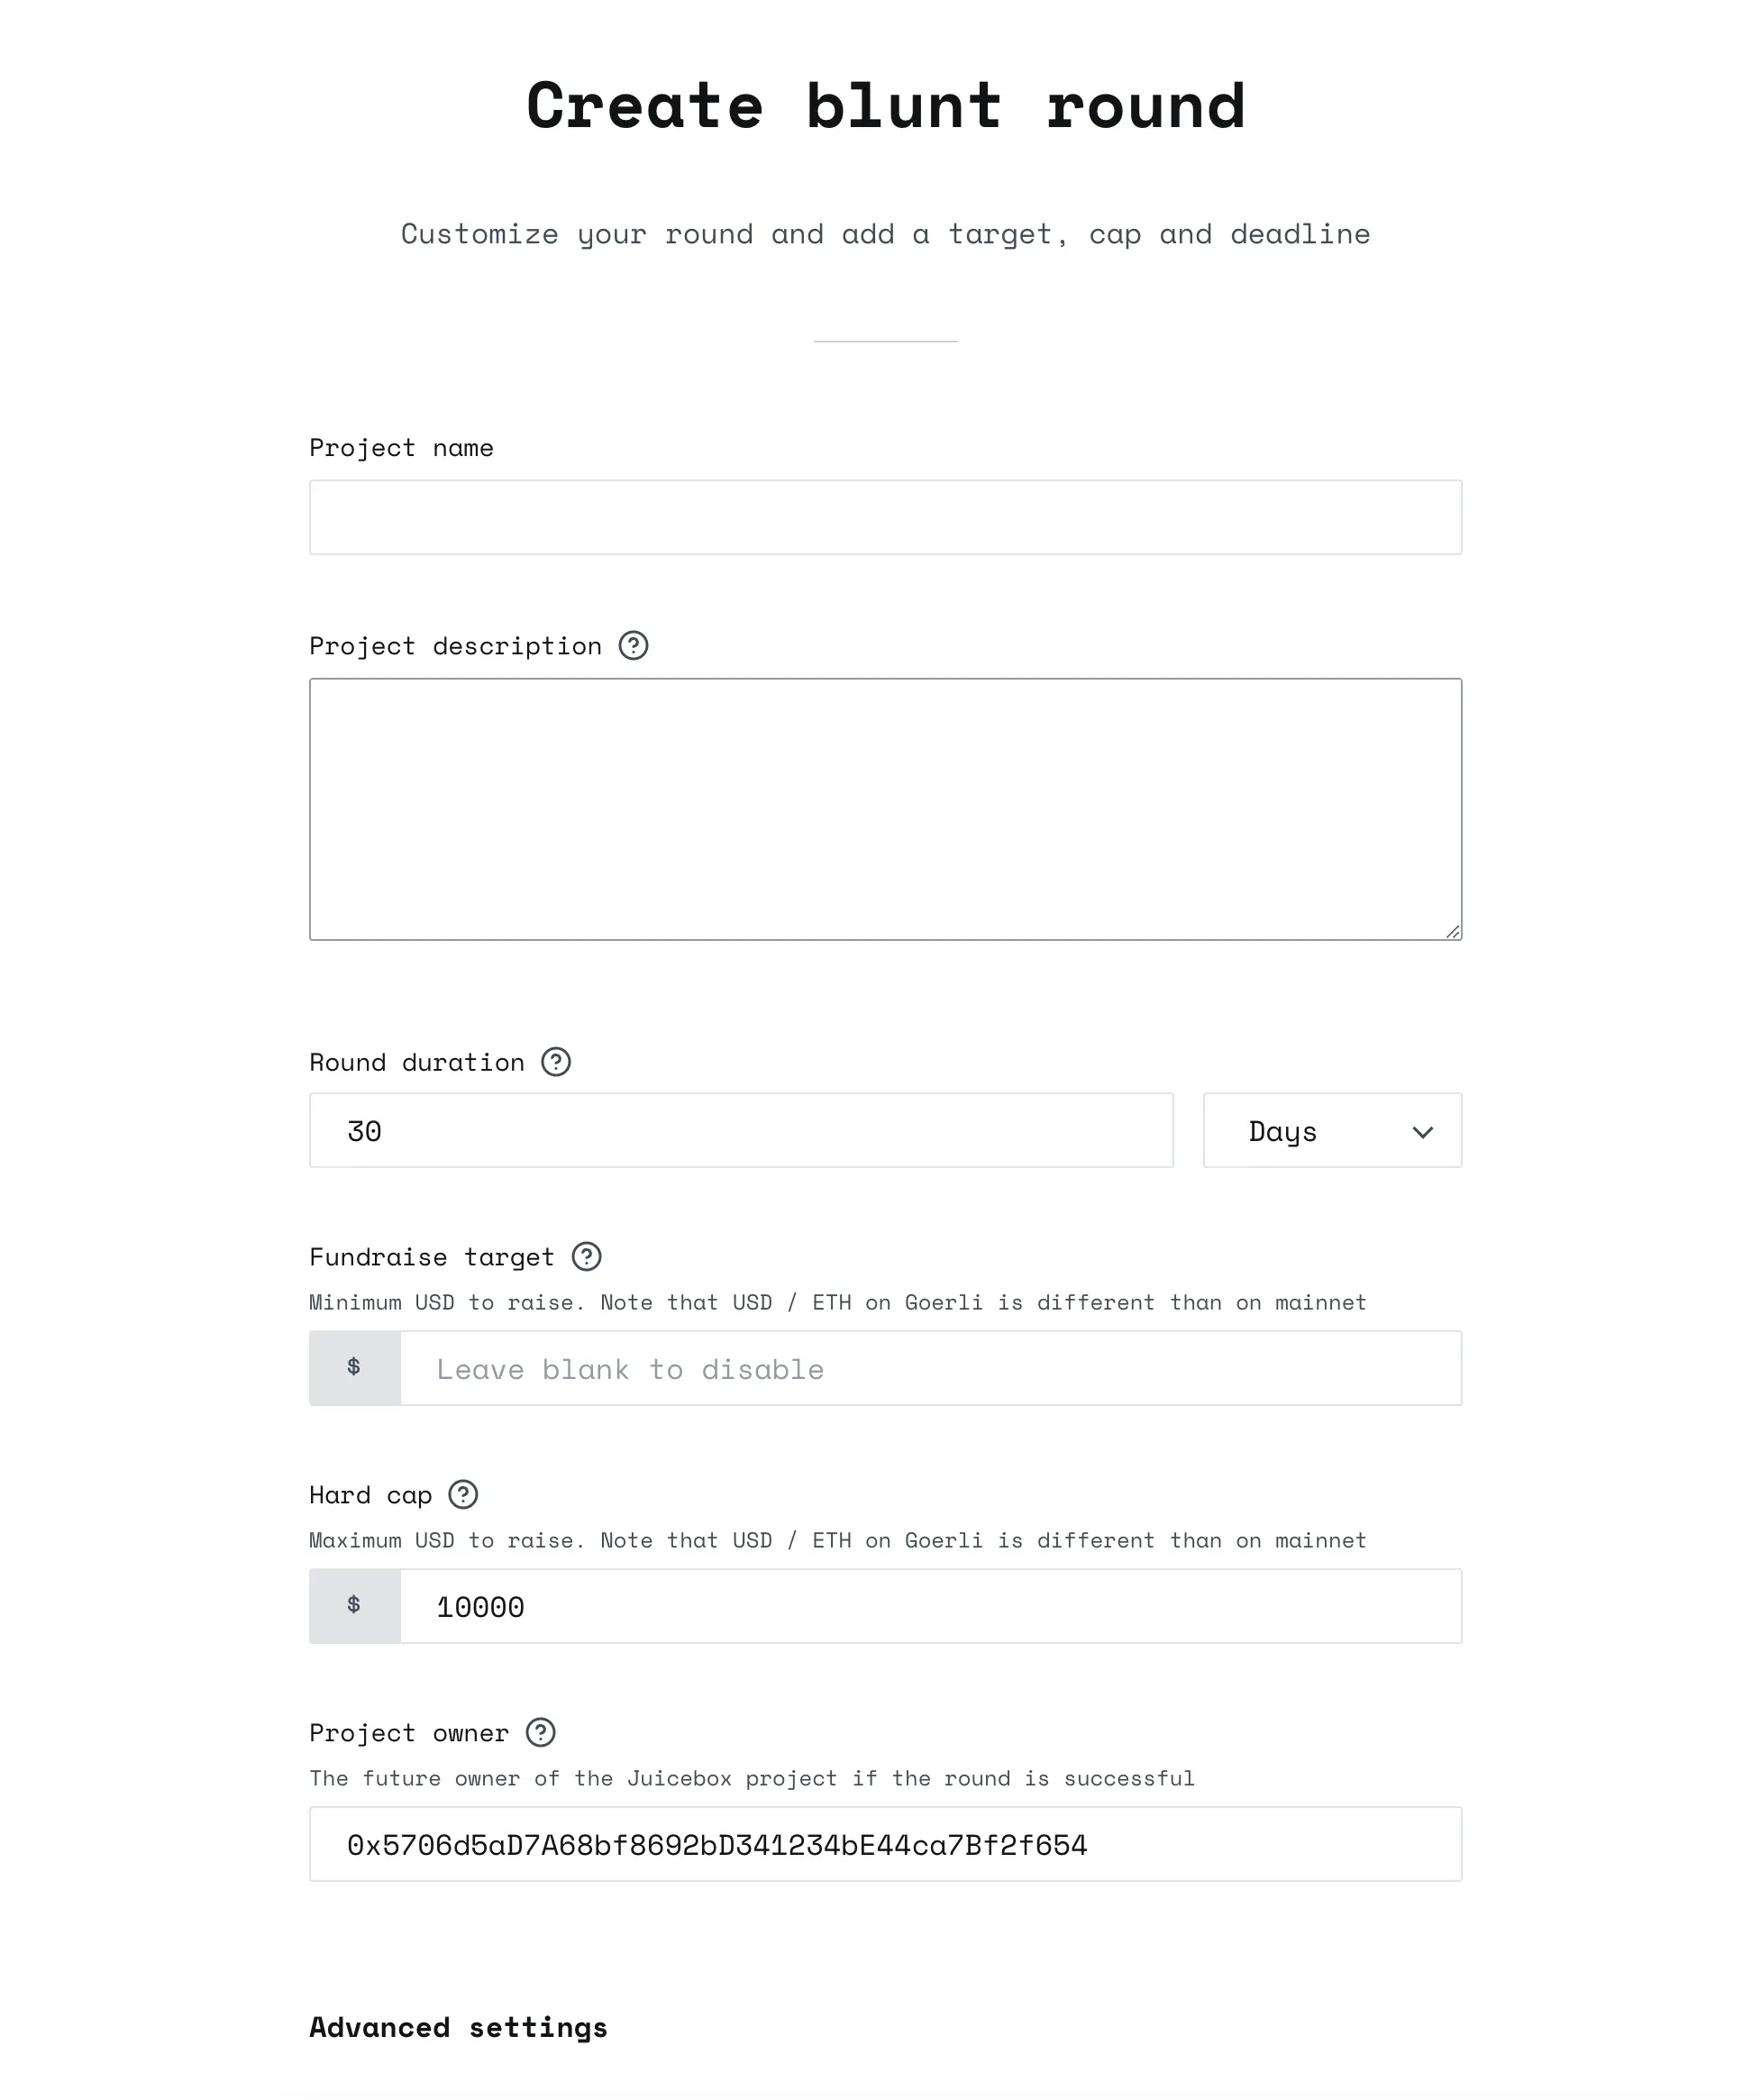 Create blunt round
Customize your round and add a target, cap and deadline
Project name
Project description
Round duration
30
Days
Fundraise target
Minimum USD to raise. Note that USD / ETH on Goerli is different than on mainnet
$
Leave blank to disable
Hard cap
Maximum USD to raise. Note that USD / ETH on Goerli is different than on mainnet
$
10000
Project owner
The future owner of the Juicebox project if the round is successful
0x5706d5aD7A68bf8692bD341234bE44ca7Bf2f654
Advanced settings